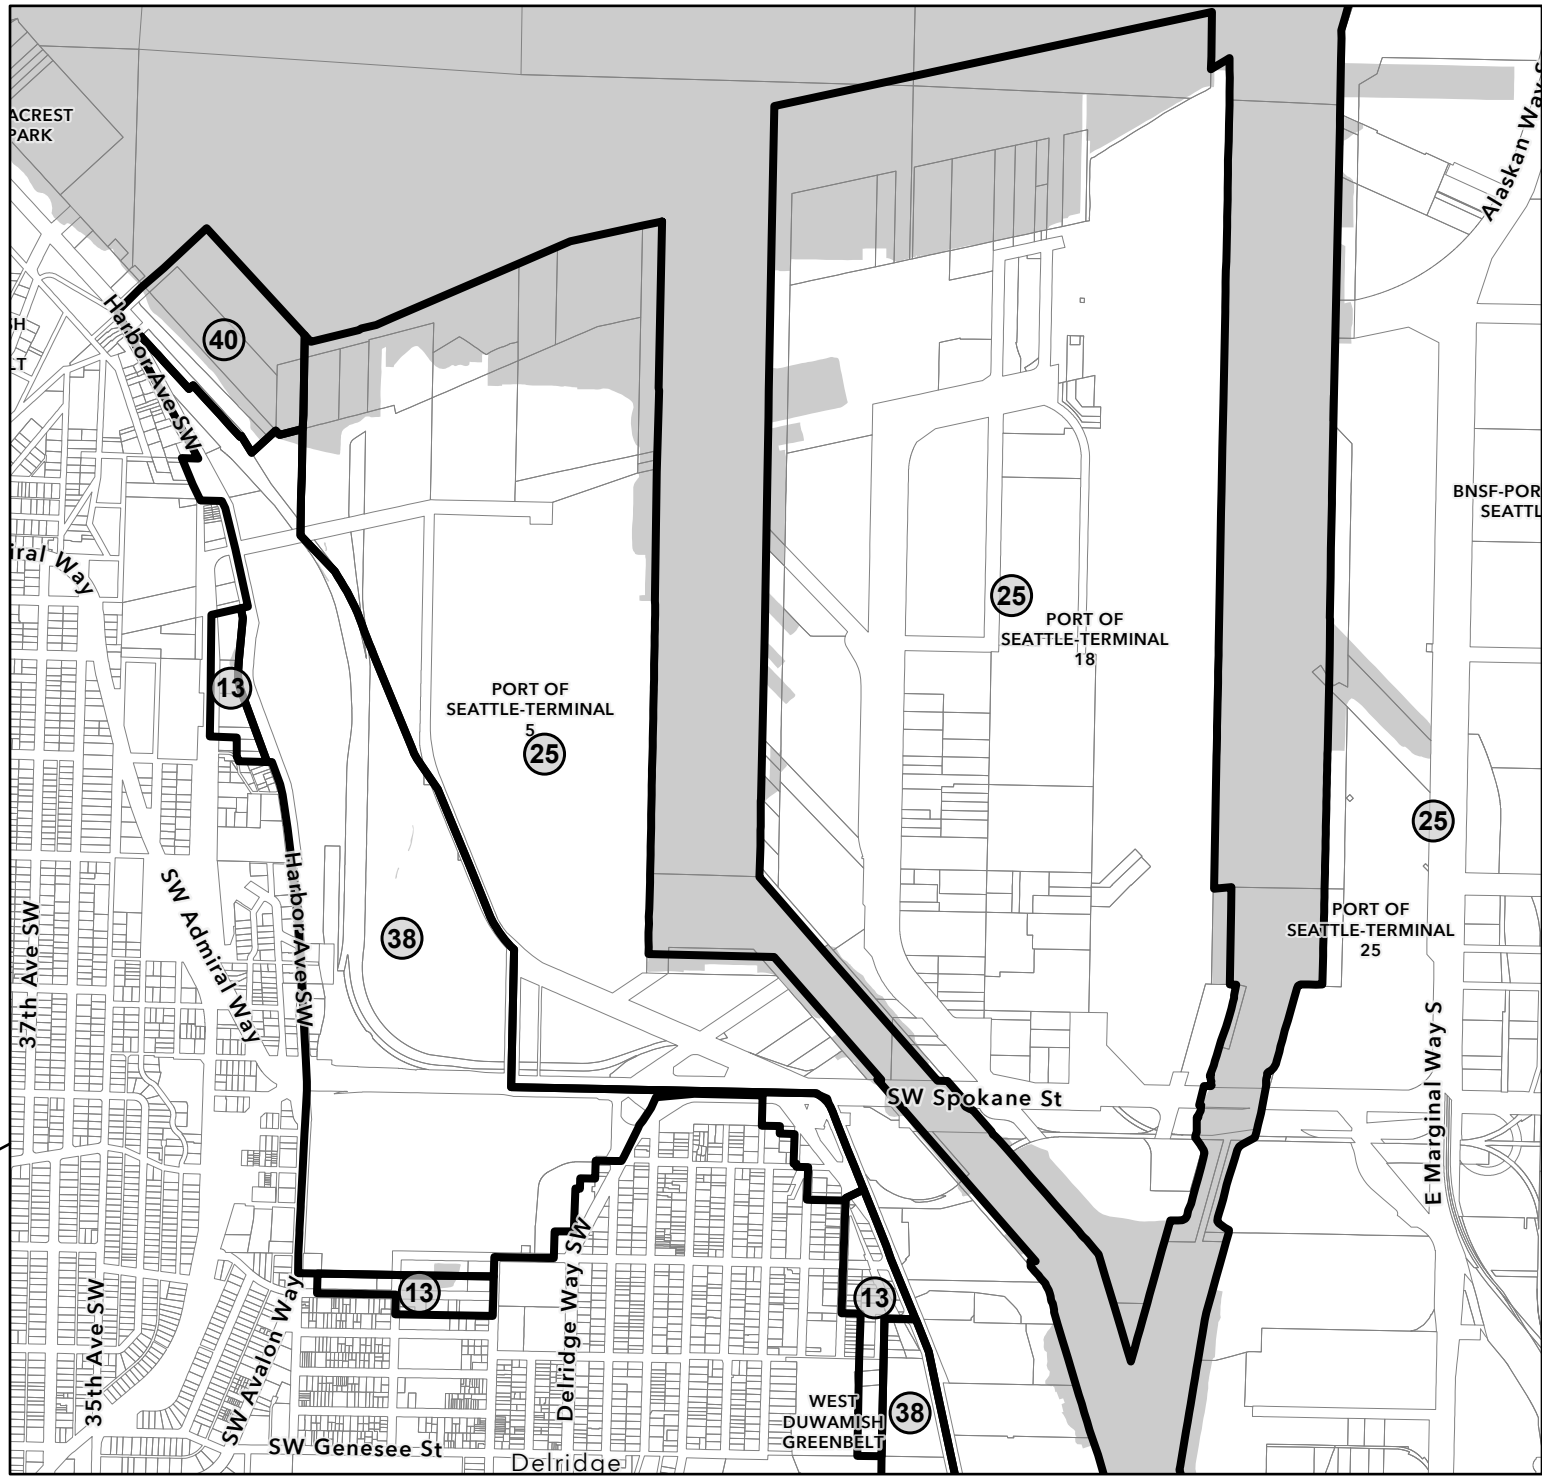 ACREST
PARK
Alaskan Way S
SH
LT
40
Harbor Ave SW
BNSF-POR
SEATTL
iral Way
25
PORT OF
SEATTLE-TERMINAL
18
13
PORT OF
SEATTLE-TERMINAL
5
25
25
SW Admiral Way
Harbor Ave SW
37th Ave SW
38
PORT OF
SEATTLE-TERMINAL
25
E Marginal Way S
SW Spokane St
13
13
Delridge Way SW
35th Ave SW
SW Avalon Way
WEST
DUWAMISH
GREENBELT
38
SW Genesee St
Delridge